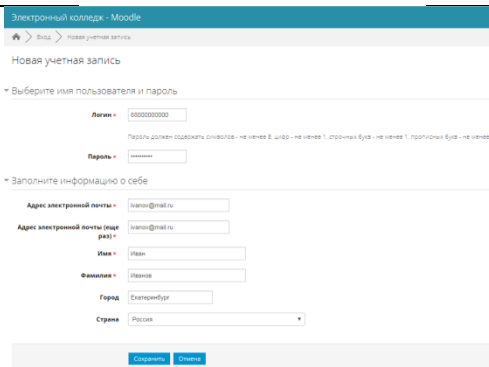 Электронный колледж - Moodle
Вход
Новая учетная запись
Новая учетная запись
Выберите имя пользователя и пароль
Логин
88000000000
Пароль должен содержать символов - не менее 8, цифр - не менее 1, строчных букв - не менее 1, прописных букв - не менее
Пароль
Заполните информацию о себе
Адрес электронной почты
ivanov@mail.ru
Адрес электронной почты (еще
раз)
ivanov@mail.ru
Имя
Иван
Фамилия
Иванов
Город
Екатеринбург
Страна
Россия
Сохранить
Отмена